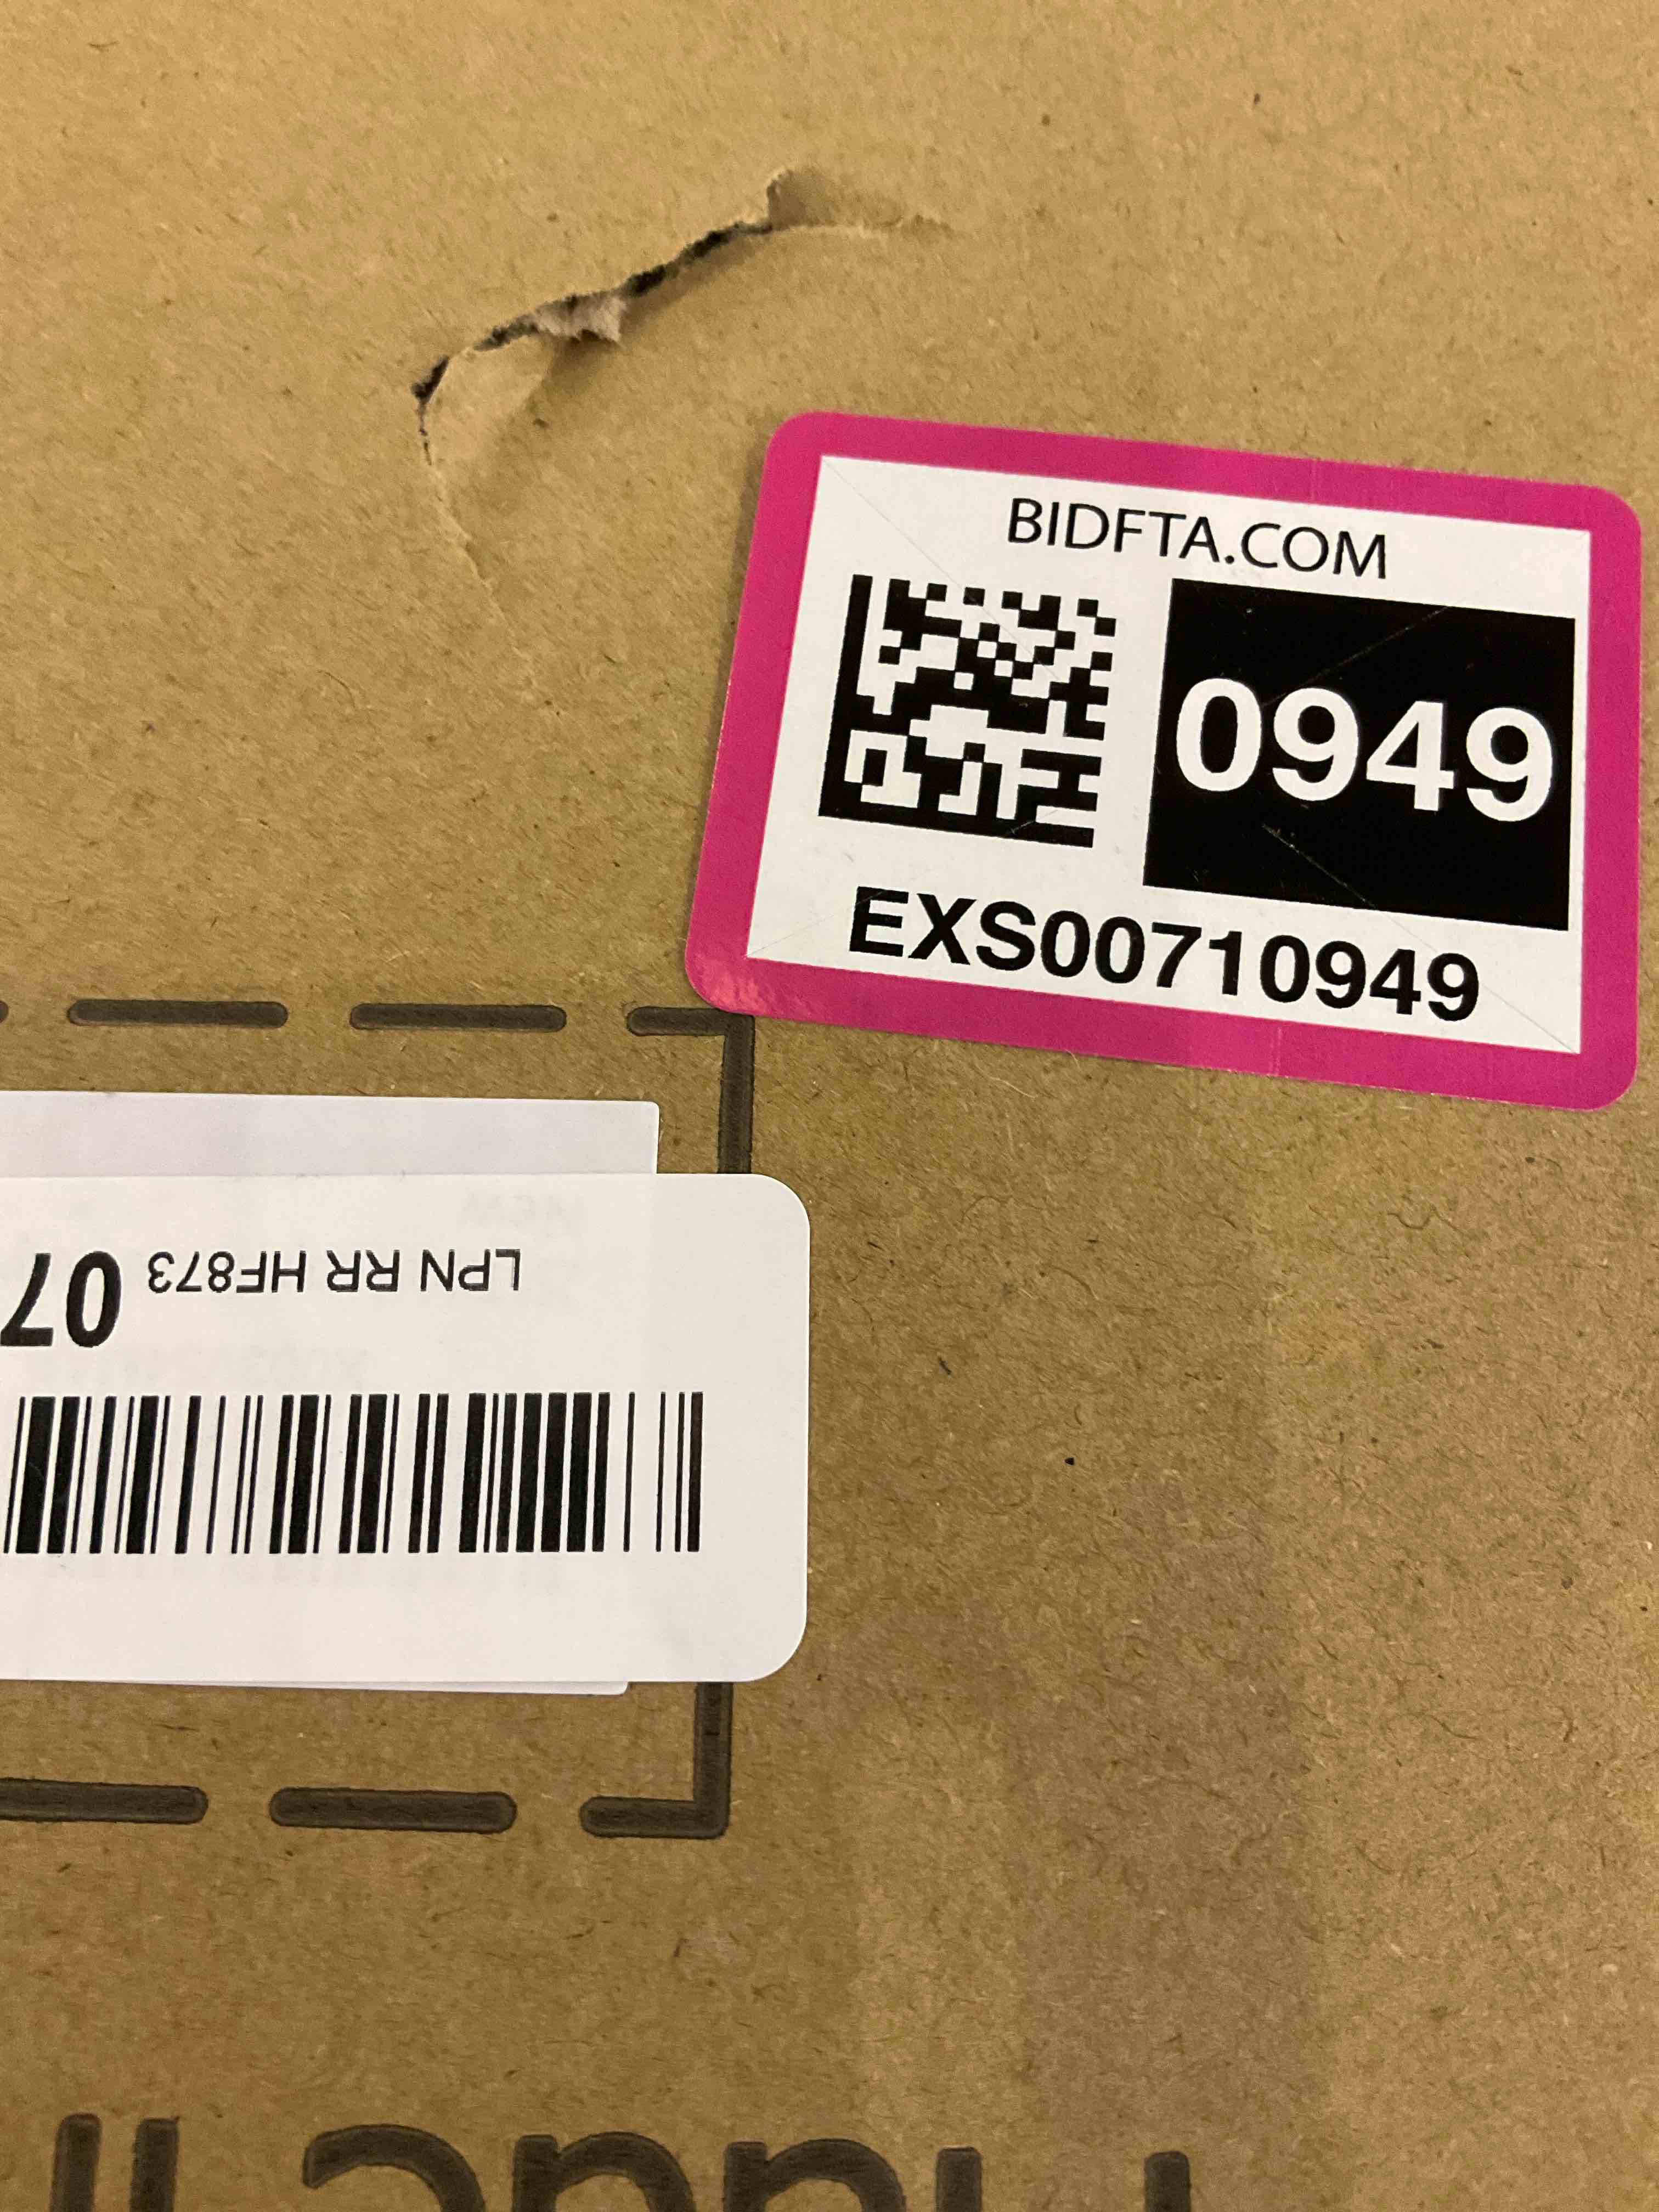 BIDFTA.COM
0949
EXS00710949
LPN RR HF873 07